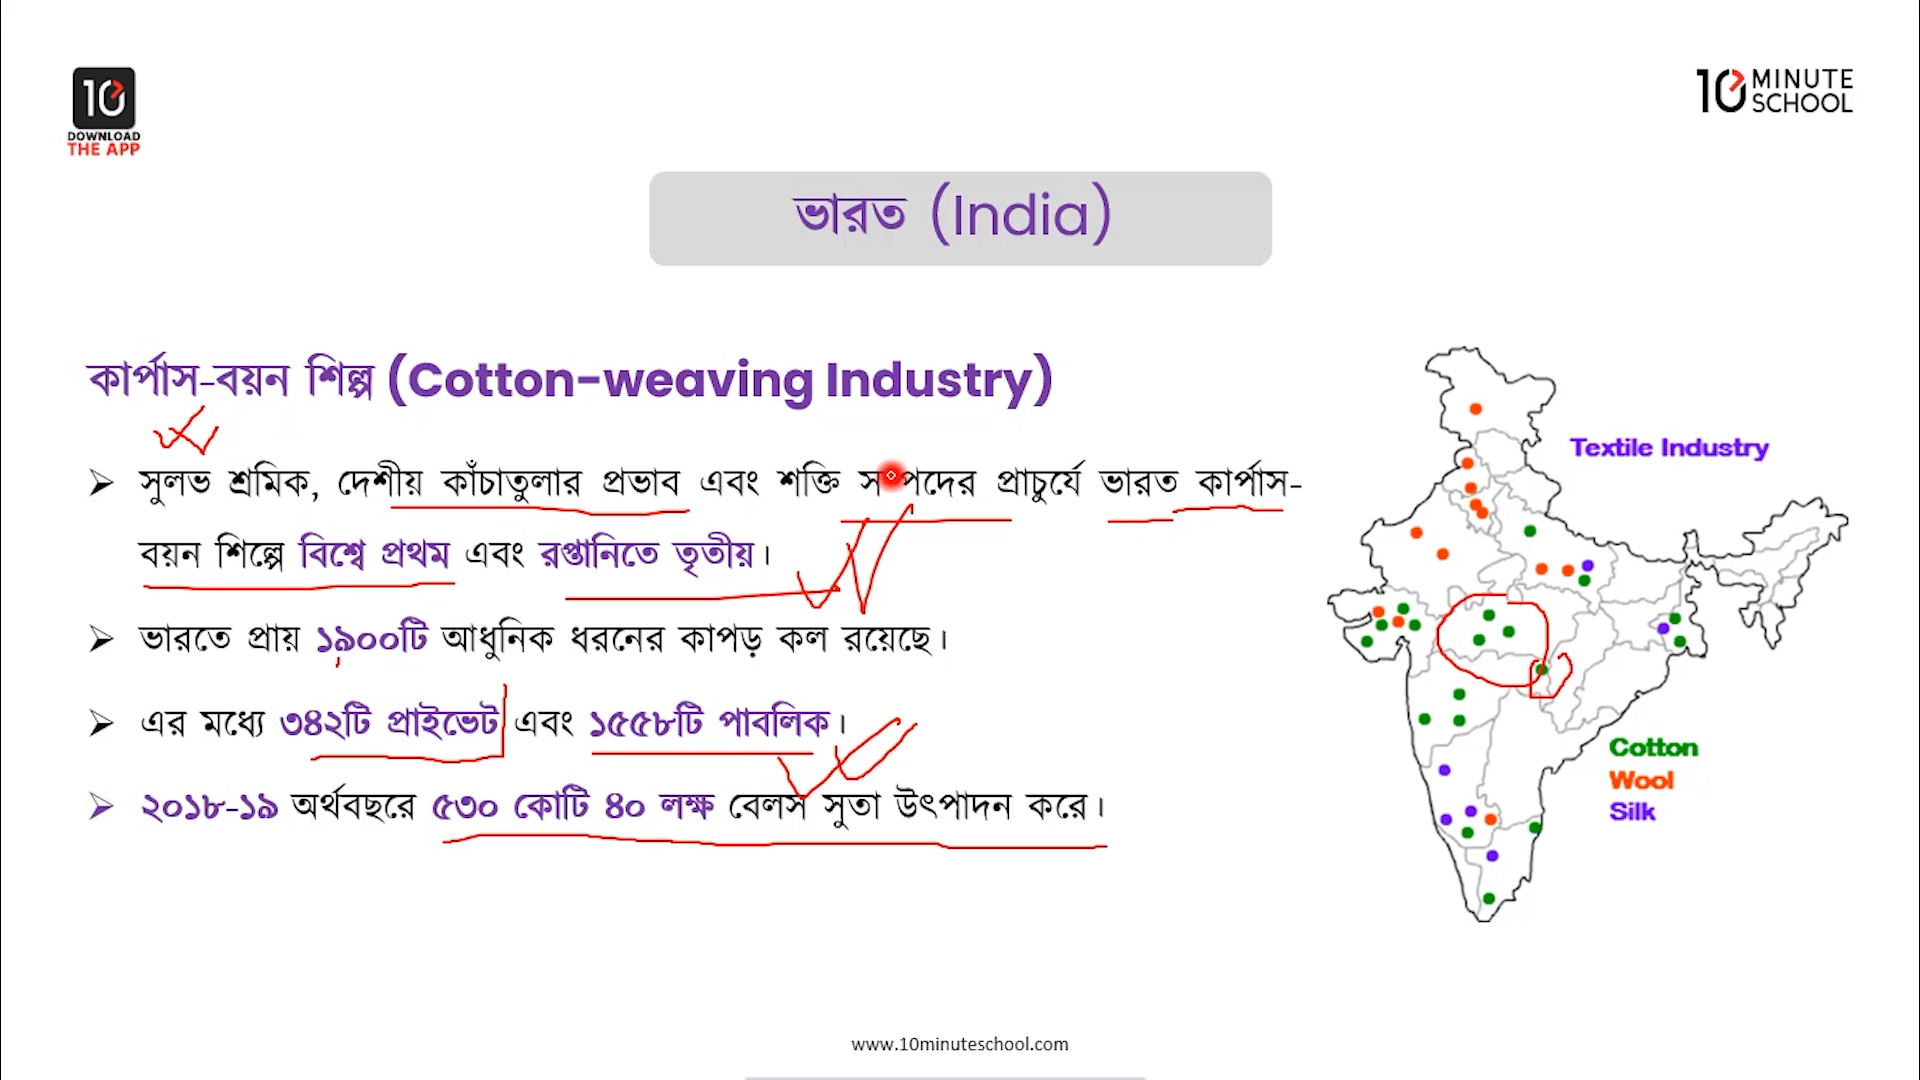 10
DOWNLOAD
THE APP
10 MINUTE
SCHOOL
ভারত (India)
কার্পাস-বয়ন শিল্প (Cotton-weaving Industry)
➢ সুলভ শ্রমিক, দেশীয় কাঁচাতুলার প্রভাব এবং শক্তি সম্পদের প্রাচুর্যে ভারত কার্পাস-
বয়ন শিল্পে বিশ্বে প্রথম এবং রপ্তানিতে তৃতীয়।
➢ ভারতে প্রায় ১৯০০টি আধুনিক ধরনের কাপড় কল রয়েছে।
➢ এর মধ্যে ৩৪২টি প্রাইভেট এবং ১৫৫৮টি পাবলিক।
➢ ২০১৮-১৯ অর্থবছরে ৫৩০ কোটি ৪০ লক্ষ বেলস সুতা উৎপাদন করে।
Textile Industry
Cotton
Wool
Silk
www.10minuteschool.com